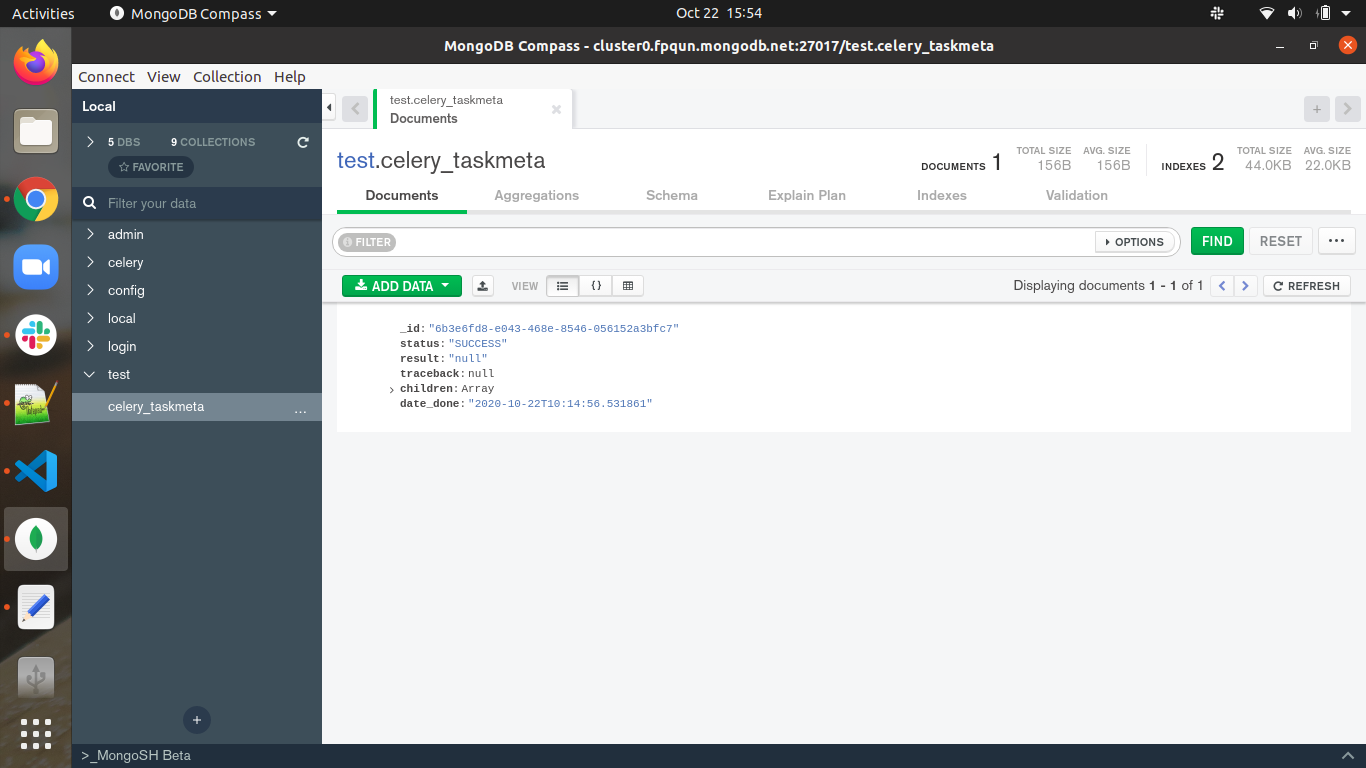 Activities MongoDB Compass Oct 22 15:54
MongoDB Compass - cluster0.fpqun.mongodb.net:27017/test.celery_taskmeta
Connect View Collection Help
Local
5 DBS 9 COLLECTIONS
FAVORITE
Filter your data
admin
celery
config
local
login
test
celery_taskmeta ...
>_MongoSH Beta
test.celery_taskmeta
Documents
test.celery_taskmeta
DOCUMENTS 1 TOTAL SIZE 156B AVG. SIZE 156B INDEXES 2 TOTAL SIZE 44.0KB AVG. SIZE 22.0KB
Documents Aggregations Schema Explain Plan Indexes Validation
FILTER OPTIONS FIND RESET ...
ADD DATA VIEW {} Displaying documents 1 - 1 of 1 < > REFRESH
_id:"6b3e6fd8-e043-468e-8546-056152a3bfc7"
status:"SUCCESS"
result:"null"
traceback:null
children:Array
date_done:"2020-10-22T10:14:56.531861"